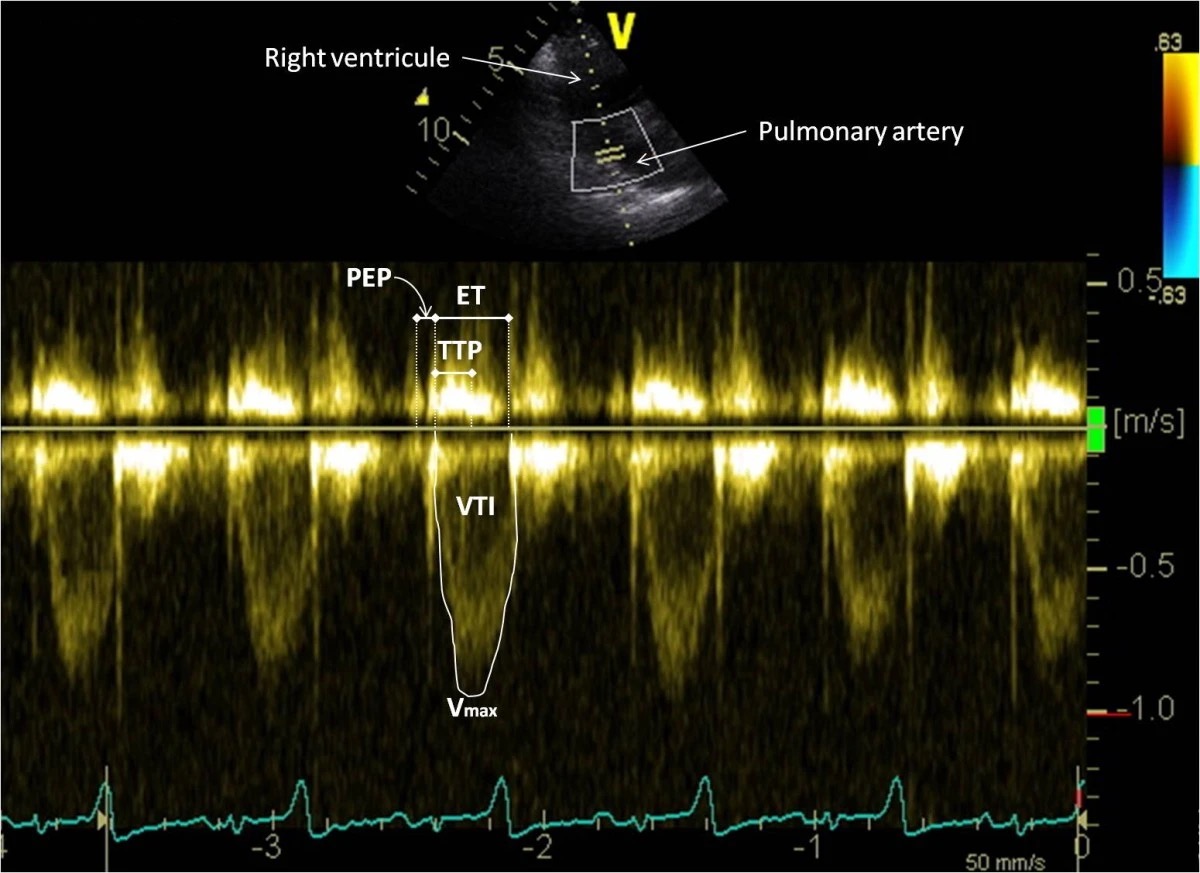 V
.63
Right ventricule
5
10
Pulmonary artery
PEP
ET
0.5
-.63
TTP
[m/s]
VTI
-0.5
Vmax
-1.0
-3
-2
-1
0
50 mm/s